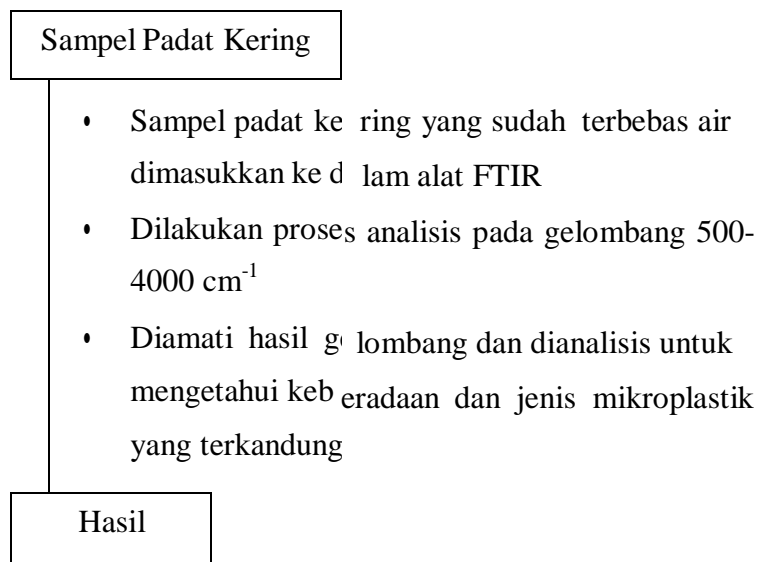 Sampel Padat Kering
• Sampel padat ke ring yang sudah terbebas air
dimasukkan ke d lam alat FTIR
• Dilakukan proses analisis pada gelombang 500-
4000 cm⁻¹
• Diamati hasil g lombang dan dianalisis untuk
mengetahui keb eradaan dan jenis mikroplastik
yang terkandung
Hasil